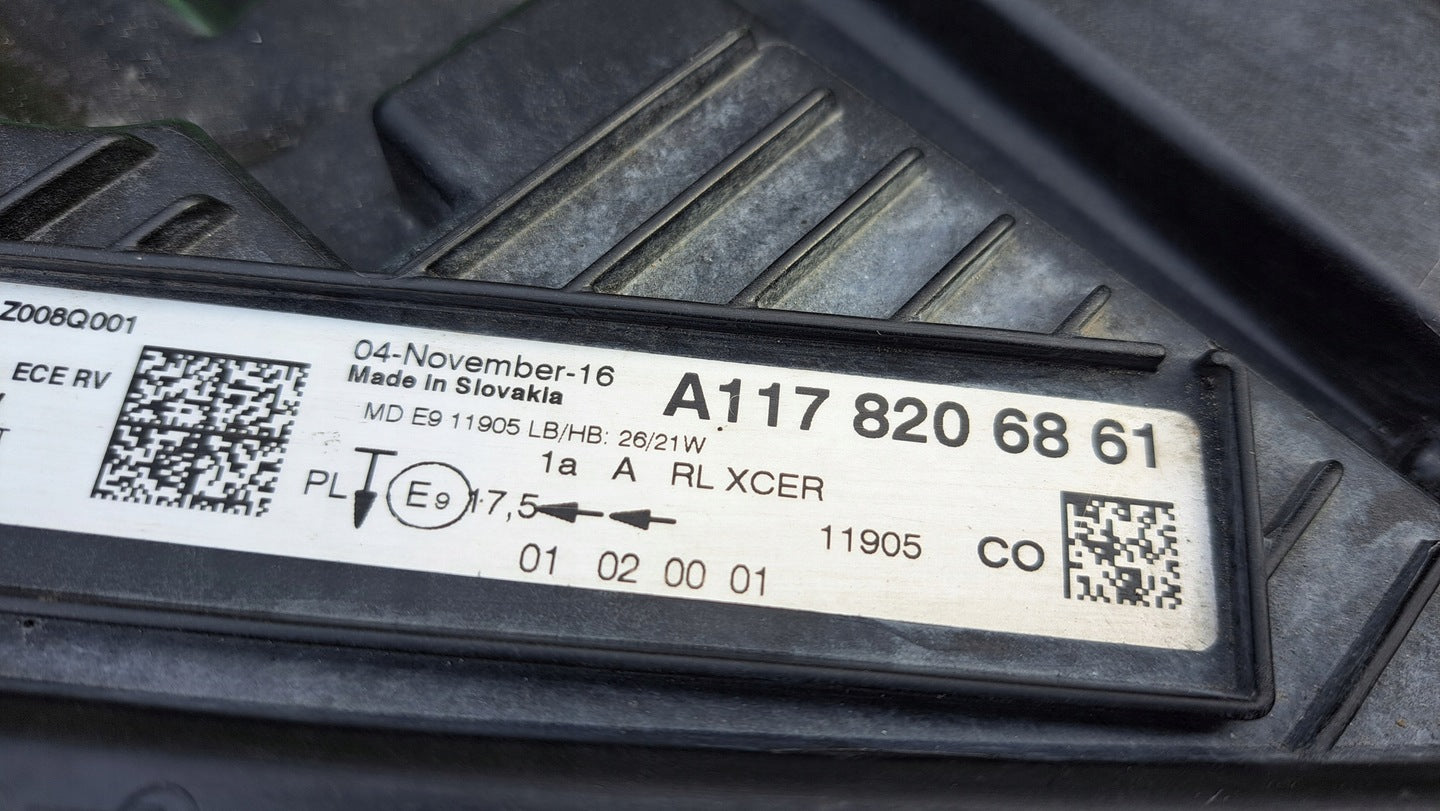 Z008Q001
ECE RV
04-November-16
Made In Slovakia
A117 820 68 61
MD E9 11905 LB/HB: 26/21W
1a A RL XCER
PL E9 17,5
11905 CO
01 02 00 01